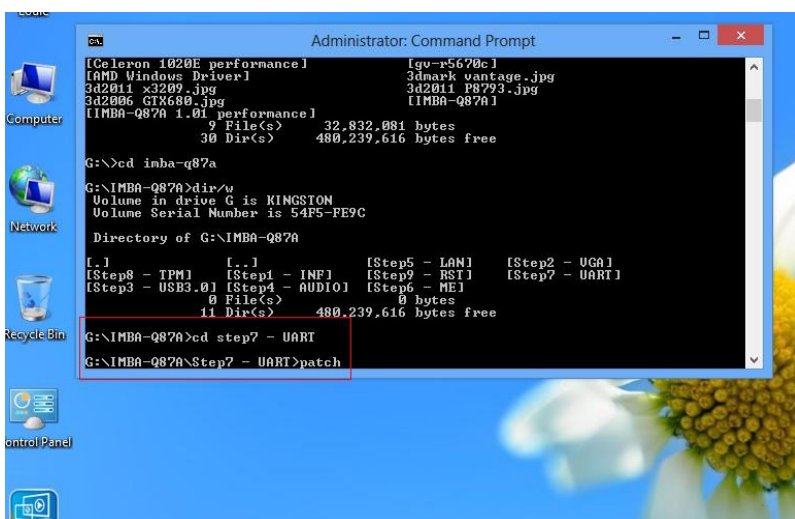 Administrator: Command Prompt
[Celeron 1020E performance] [gv-r5670c]
[AMD Windows Driver] 3dmark vantage.jpg
3d2011 x3209.jpg 3d2011 P8793.jpg
3d2006 GTX680.jpg [IMBA-Q87A]
[IMBA-Q87A 1.01 performance]
9 File(s) 32,832,081 bytes
30 Dir(s) 480,239,616 bytes free
G:\>cd imba-q87a
G:\IMBA-Q87A>dir/w
Volume in drive G is KINGSTON
Volume Serial Number is 54F5-FE9C
Directory of G:\IMBA-Q87A
[.] [..] [Step5 - LAN] [Step2 - VGA]
[Step8 - TPM] [Step1 - INF] [Step9 - RST] [Step7 - UART]
[Step3 - USB3.0] [Step4 - AUDIO] [Step6 - ME]
0 File(s) 0 bytes
11 Dir(s) 480,239,616 bytes free
G:\IMBA-Q87A>cd step7 - UART
G:\IMBA-Q87A\Step7 - UART>patch
Computer
Network
Recycle Bin
ontrol Panel